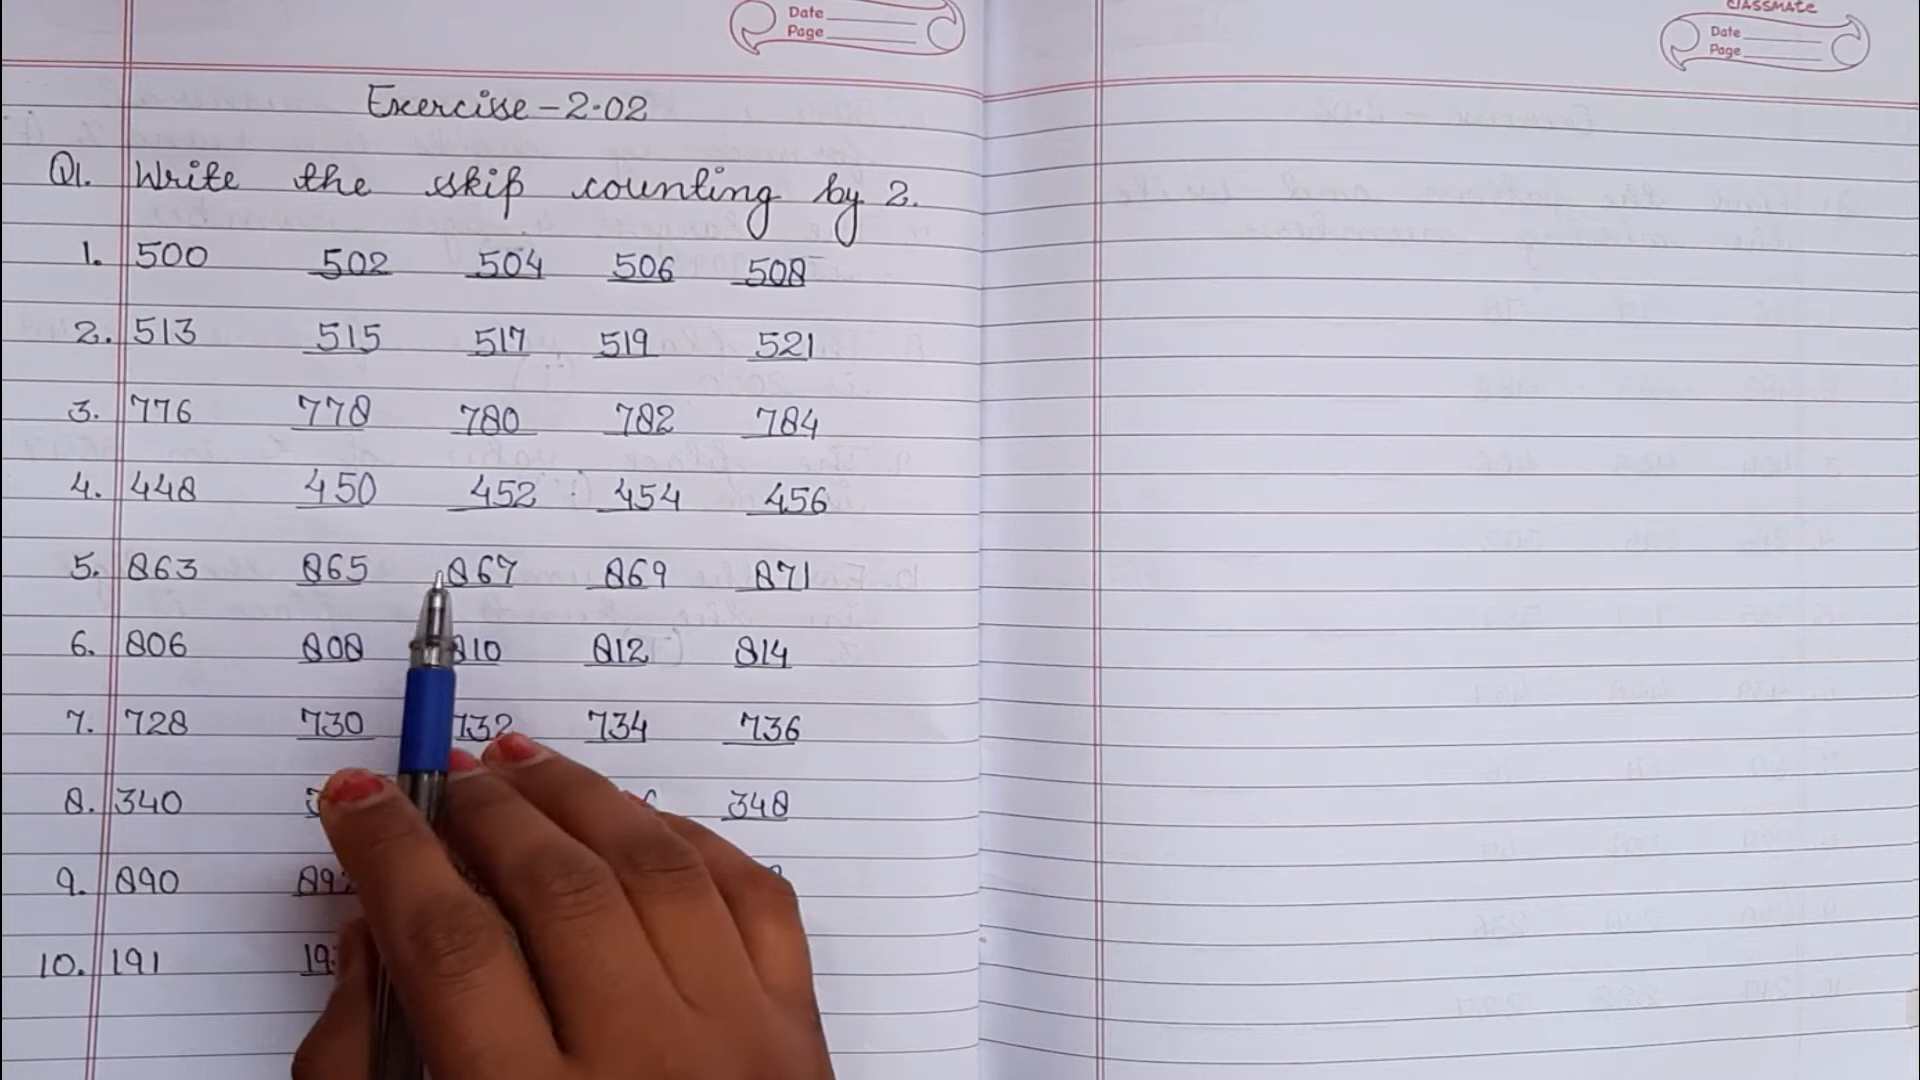 Date
Page
CLASSMATE
Date
Page
Exercise - 2.02
Q1. Write the skip counting by 2.
1. 500 502 504 506 508
2. 513 515 517 519 521
3. 776 778 780 782 784
4. 448 450 452 454 456
5. 863 865 867 869 871
6. 806 808 810 812 814
7. 728 730 732 734 736
8. 340 348
9. 890
10. 191